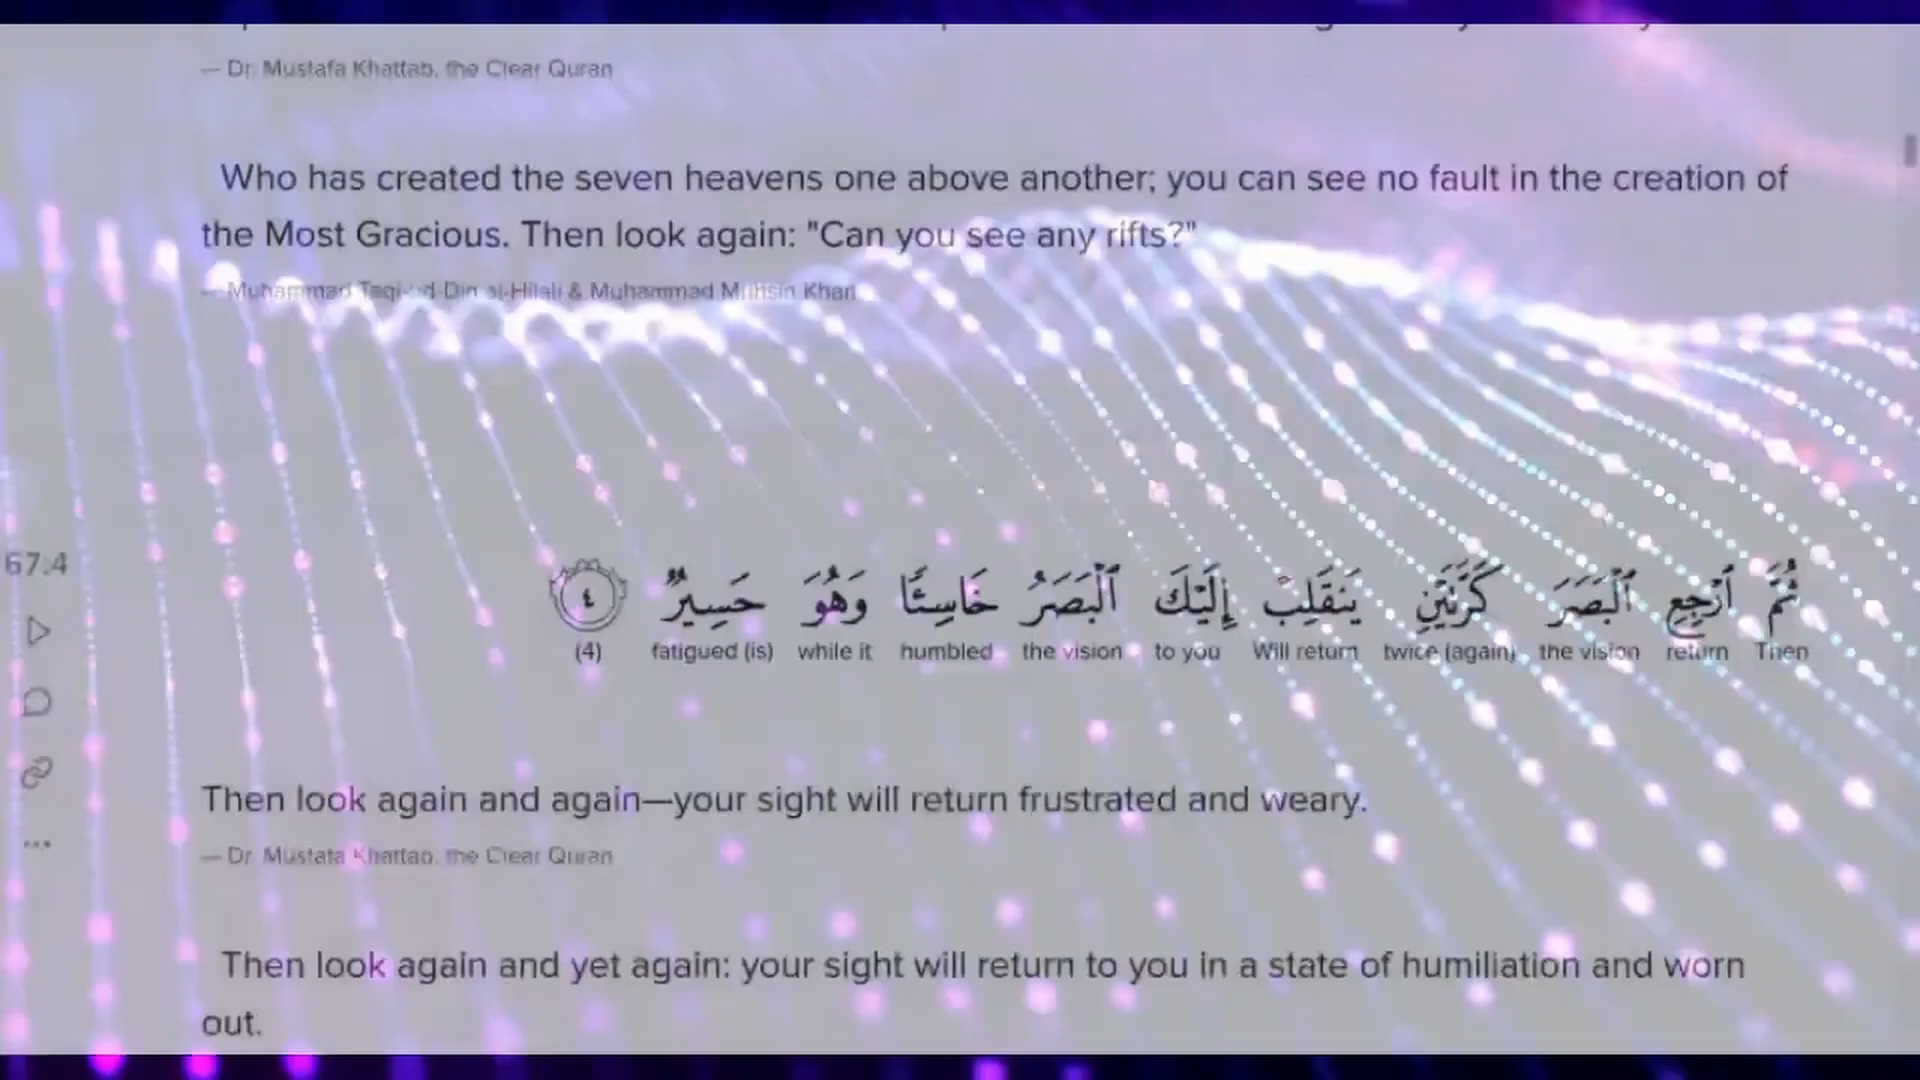 — Dr. Mustafa Khattab, the Clear Quran
Who has created the seven heavens one above another; you can see no fault in the creation of
the Most Gracious. Then look again: "Can you see any rifts?"
— Muhammad Taqi-ud-Din al-Hilali & Muhammad Muhsin Khan
67:4
ثُمَّ ٱرْجِعِ ٱلْبَصَرَ كَرَّتَيْنِ يَنقَلِبْ إِلَيْكَ ٱلْبَصَرُ خَاسِئًا وَهُوَ حَسِيرٌ ٤
(4) fatigued (is) while it humbled the vision to you Will return twice (again) the vision return Then
Then look again and again—your sight will return frustrated and weary.
— Dr. Mustafa Khattab, the Clear Quran
Then look again and yet again: your sight will return to you in a state of humiliation and worn
out.